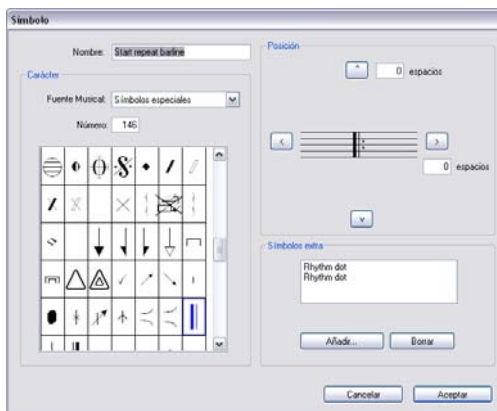 Símbolo
Nombre: Start repeat barline
Carácter
Fuente Musical: Símbolos especiales
Número: 146
Posición
^ 0 espacios
< >
0 espacios
v
Símbolos extra
Rhythm dot
Rhythm dot
Añadir... Borrar
Cancelar Aceptar